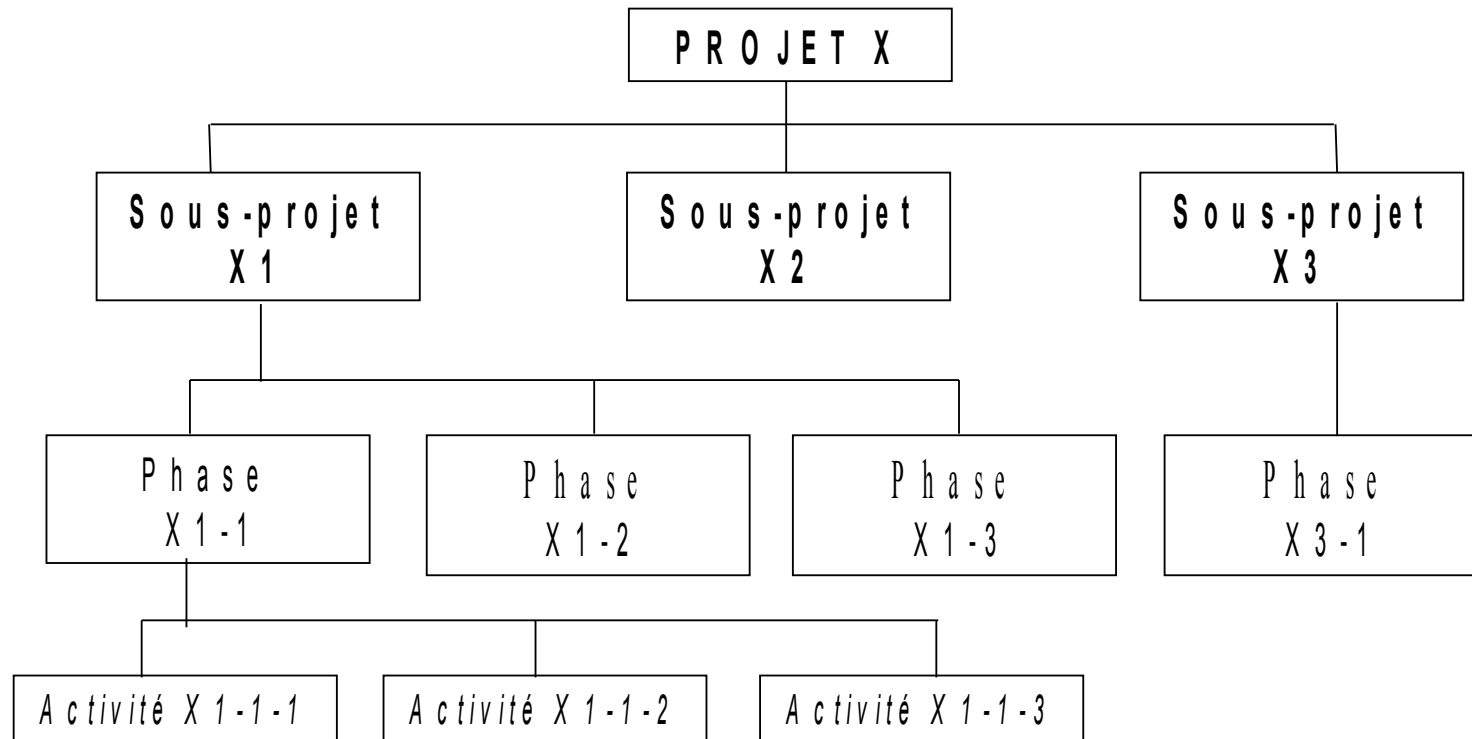 PROJET X
Sous-projet
X1
Sous-projet
X2
Sous-projet
X3
Phase
X1-1
Phase
X1-2
Phase
X1-3
Phase
X3-1
Activité X1-1-1
Activité X1-1-2
Activité X1-1-3